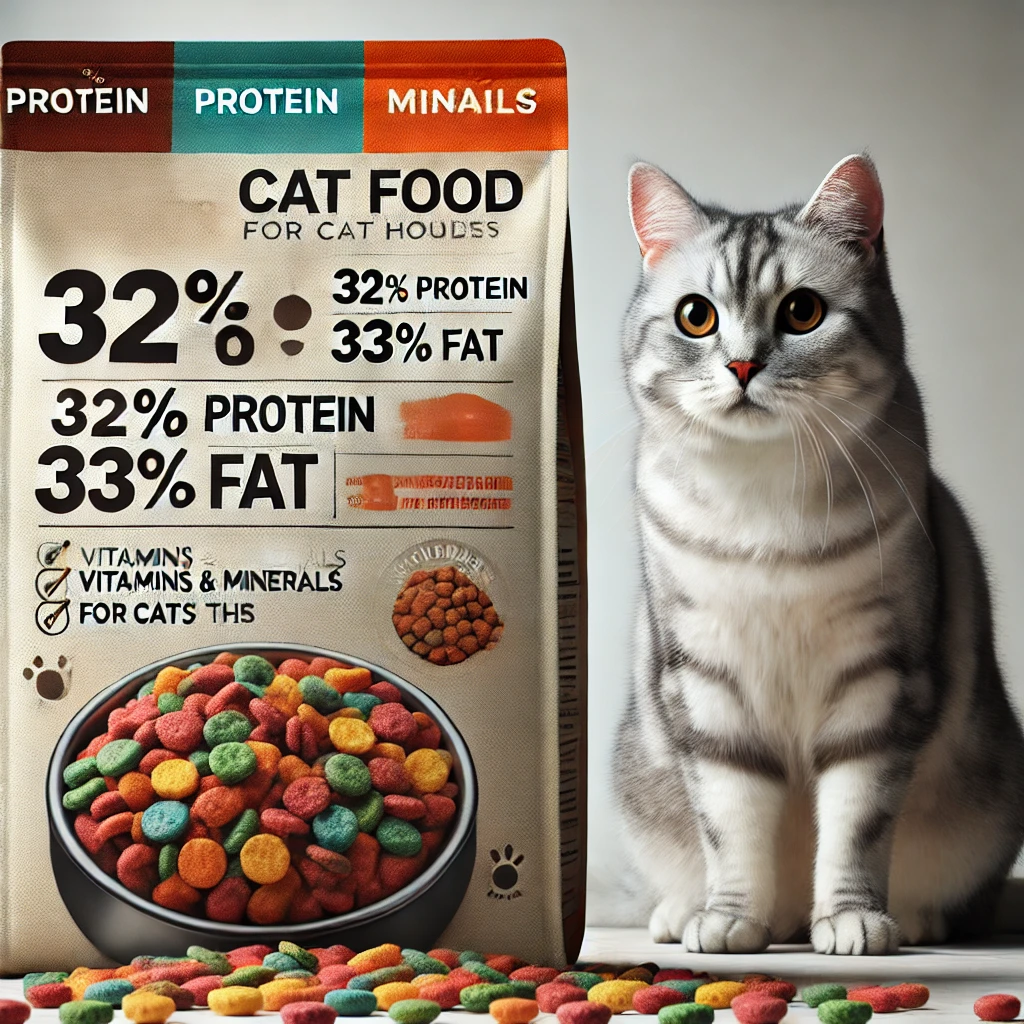 PROTEIN PROTEIN MINAILS
CAT FOOD
FOR CAT HOUDES
32%
32% PROTEIN
33% FAT
32% PROTEIN
33% FAT
VITAMINS
VITAMINS & MINERALS
FOR CATS THS